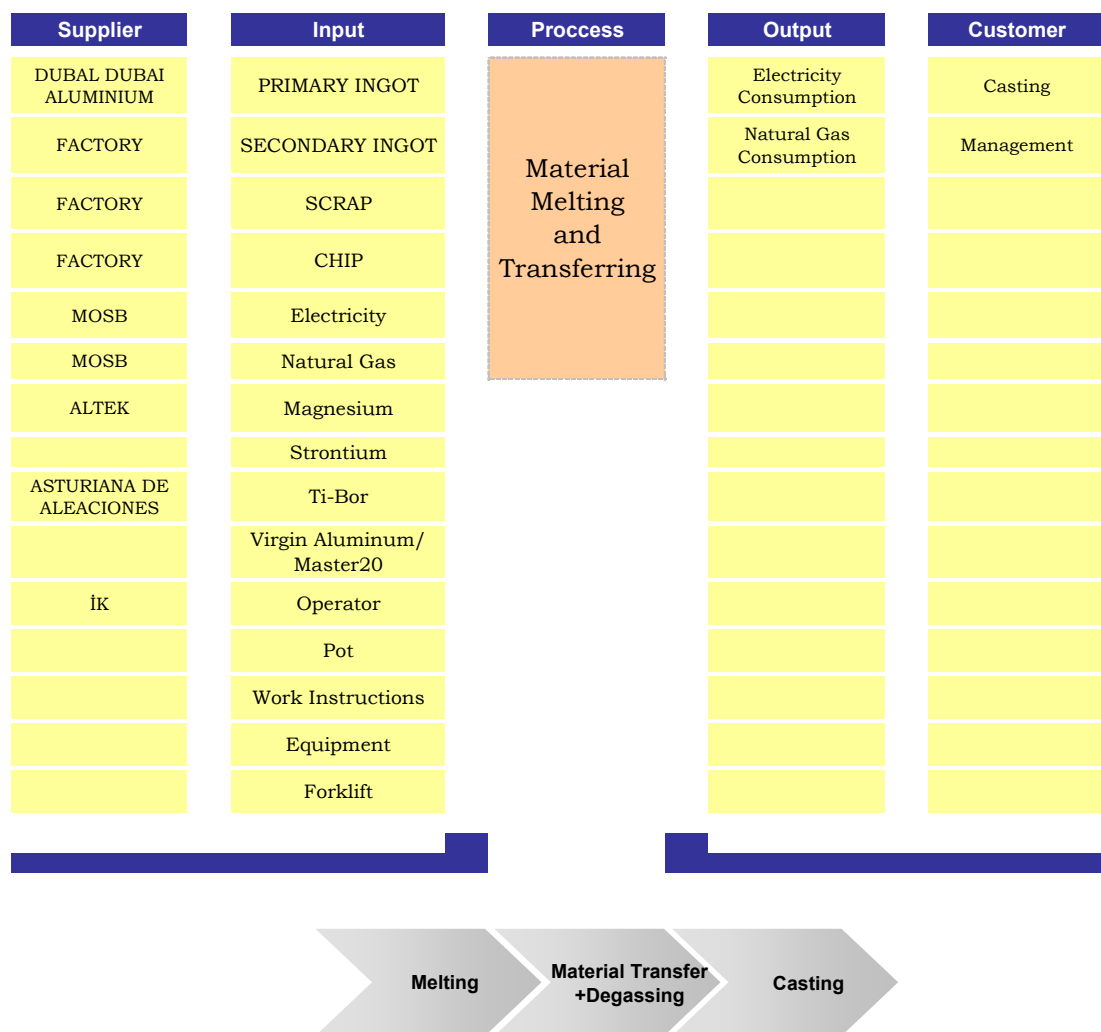 Supplier
Input
Proccess
Output
Customer
DUBAL DUBAI
ALUMINIUM
PRIMARY INGOT
Electricity
Consumption
Casting
FACTORY
SECONDARY INGOT
Natural Gas
Consumption
Management
Material
Melting
and
Transferring
FACTORY
SCRAP
FACTORY
CHIP
MOSB
Electricity
MOSB
Natural Gas
ALTEK
Magnesium
Strontium
ASTURIANA DE
ALEACIONES
Ti-Bor
Virgin Aluminum/
Master20
İK
Operator
Pot
Work Instructions
Equipment
Forklift
Melting
Material Transfer
+Degassing
Casting